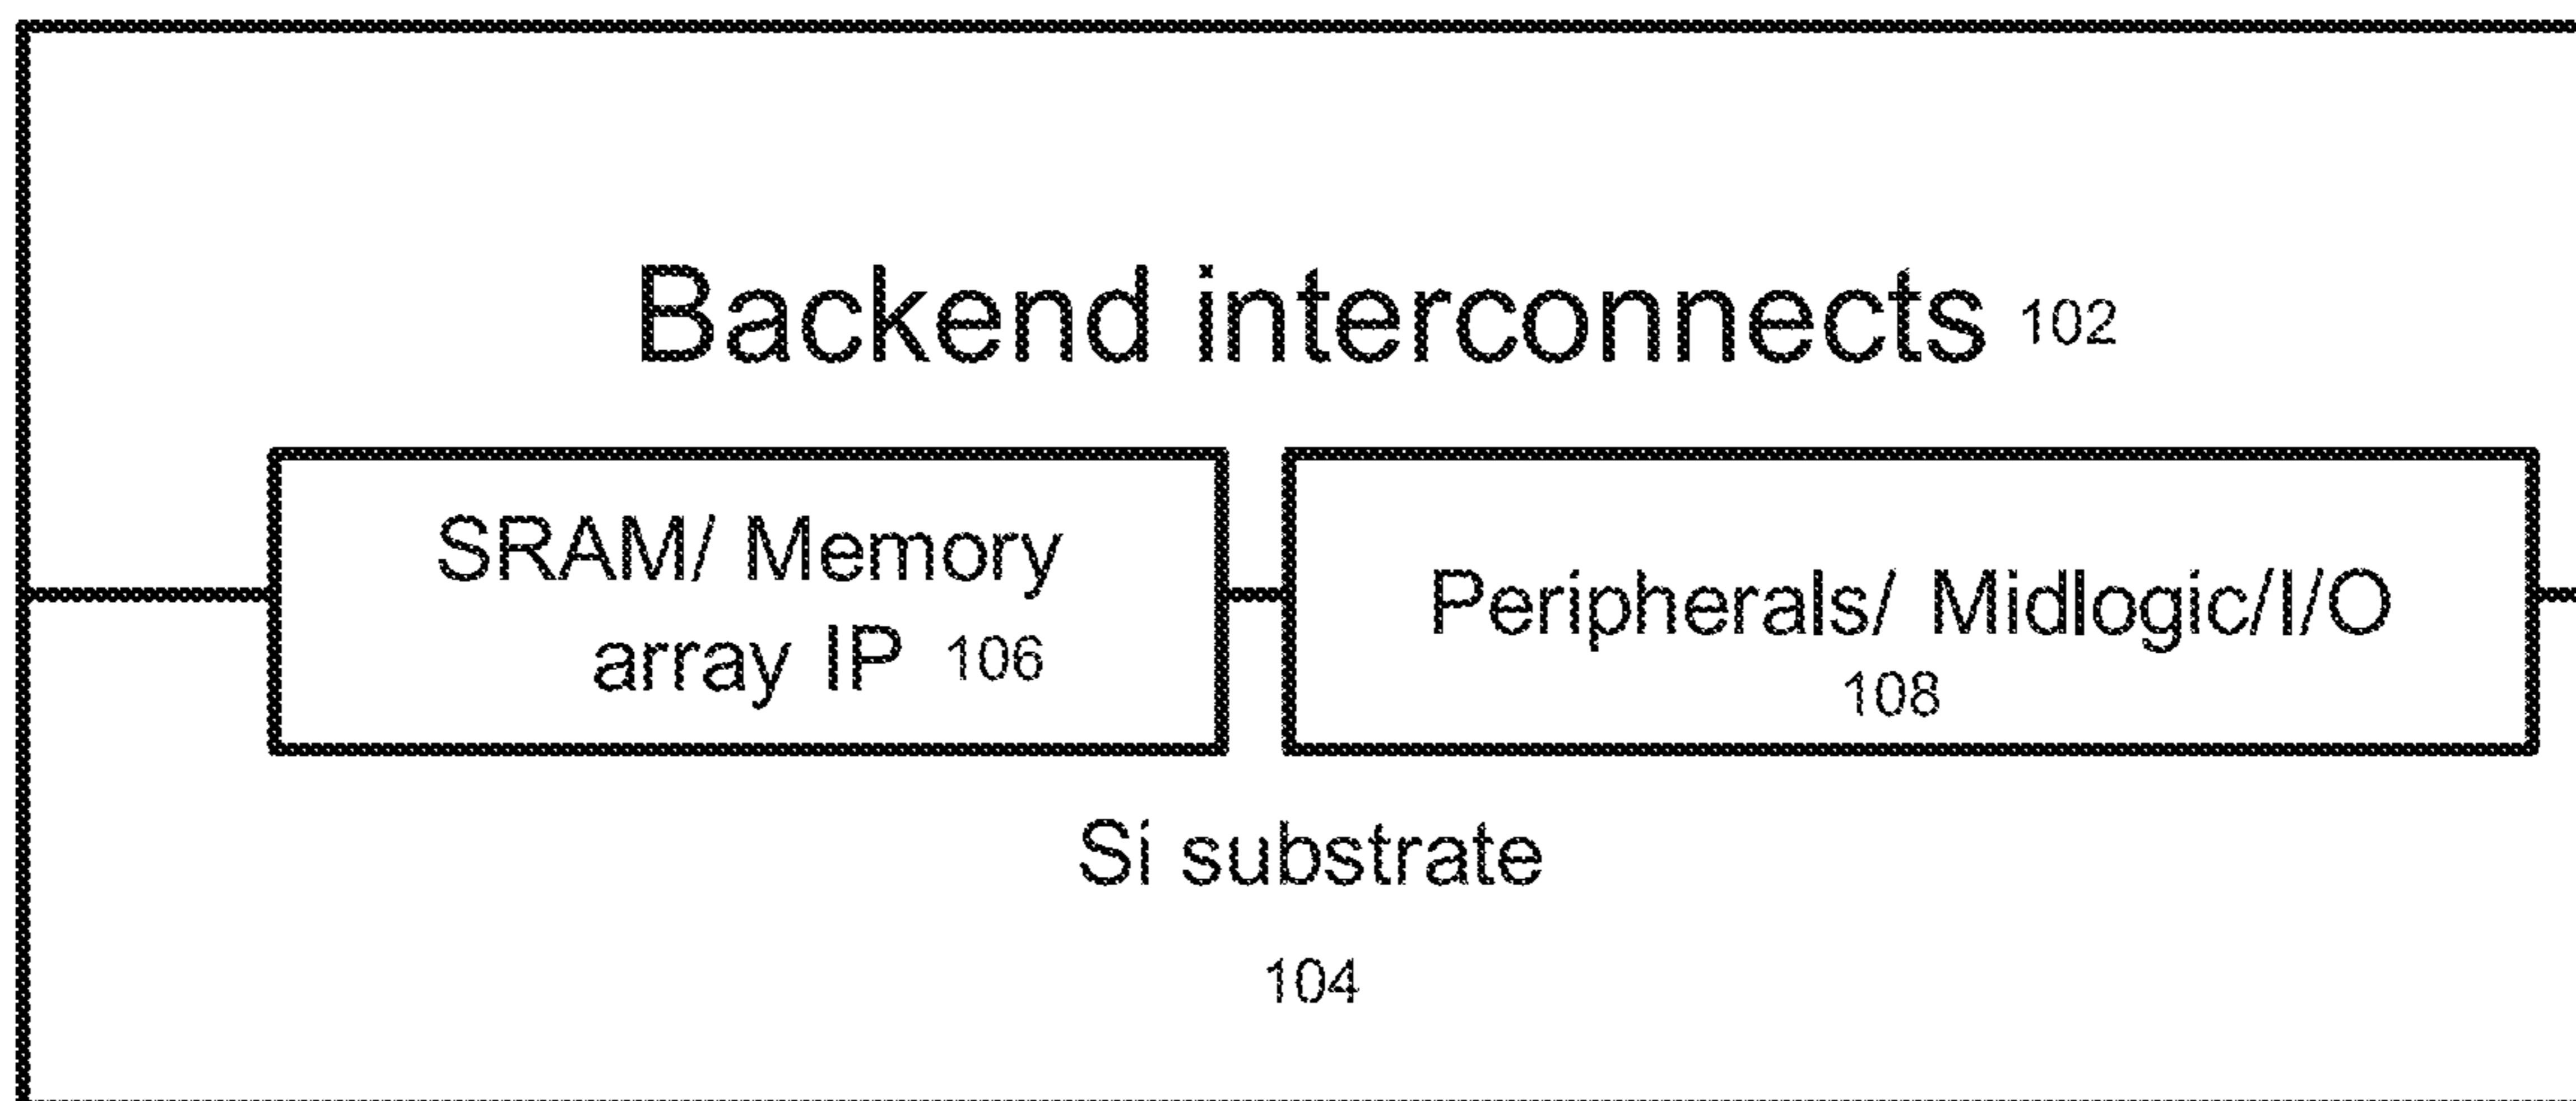 Backend interconnects 102
SRAM/ Memory
array IP 106
Peripherals/ Midlogic/I/O
108
Si substrate
104